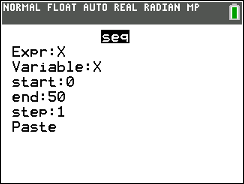 NORMAL FLOAT AUTO REAL RADIAN MP
seq
Expr:X
Variable:X
start:0
end:50
step:1
Paste